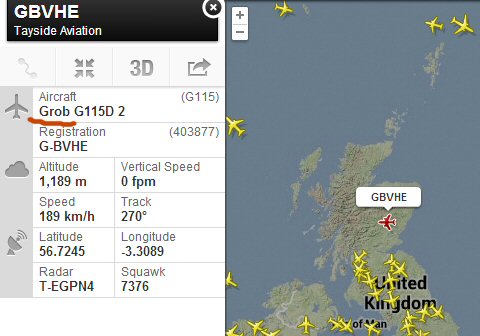 GBVHE
Tayside Aviation
3D
Aircraft (G115)
Grob G115D 2
Registration (403877)
G-BVHE
Altitude Vertical Speed
1,189 m 0 fpm
Speed Track
189 km/h 270°
Latitude Longitude
56.7245 -3.3089
Radar Squawk
T-EGPN4 7376
+
-
GBVHE
United
Kingdom
of Man